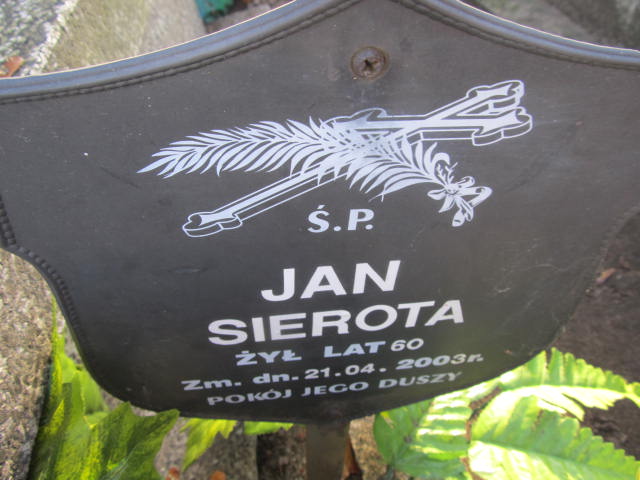 Ś.P.
JAN
SIEROTA
ŻYŁ LAT 60
Zm. dn. 21.04. 2003r.
POKÓJ JEGO DUSZY